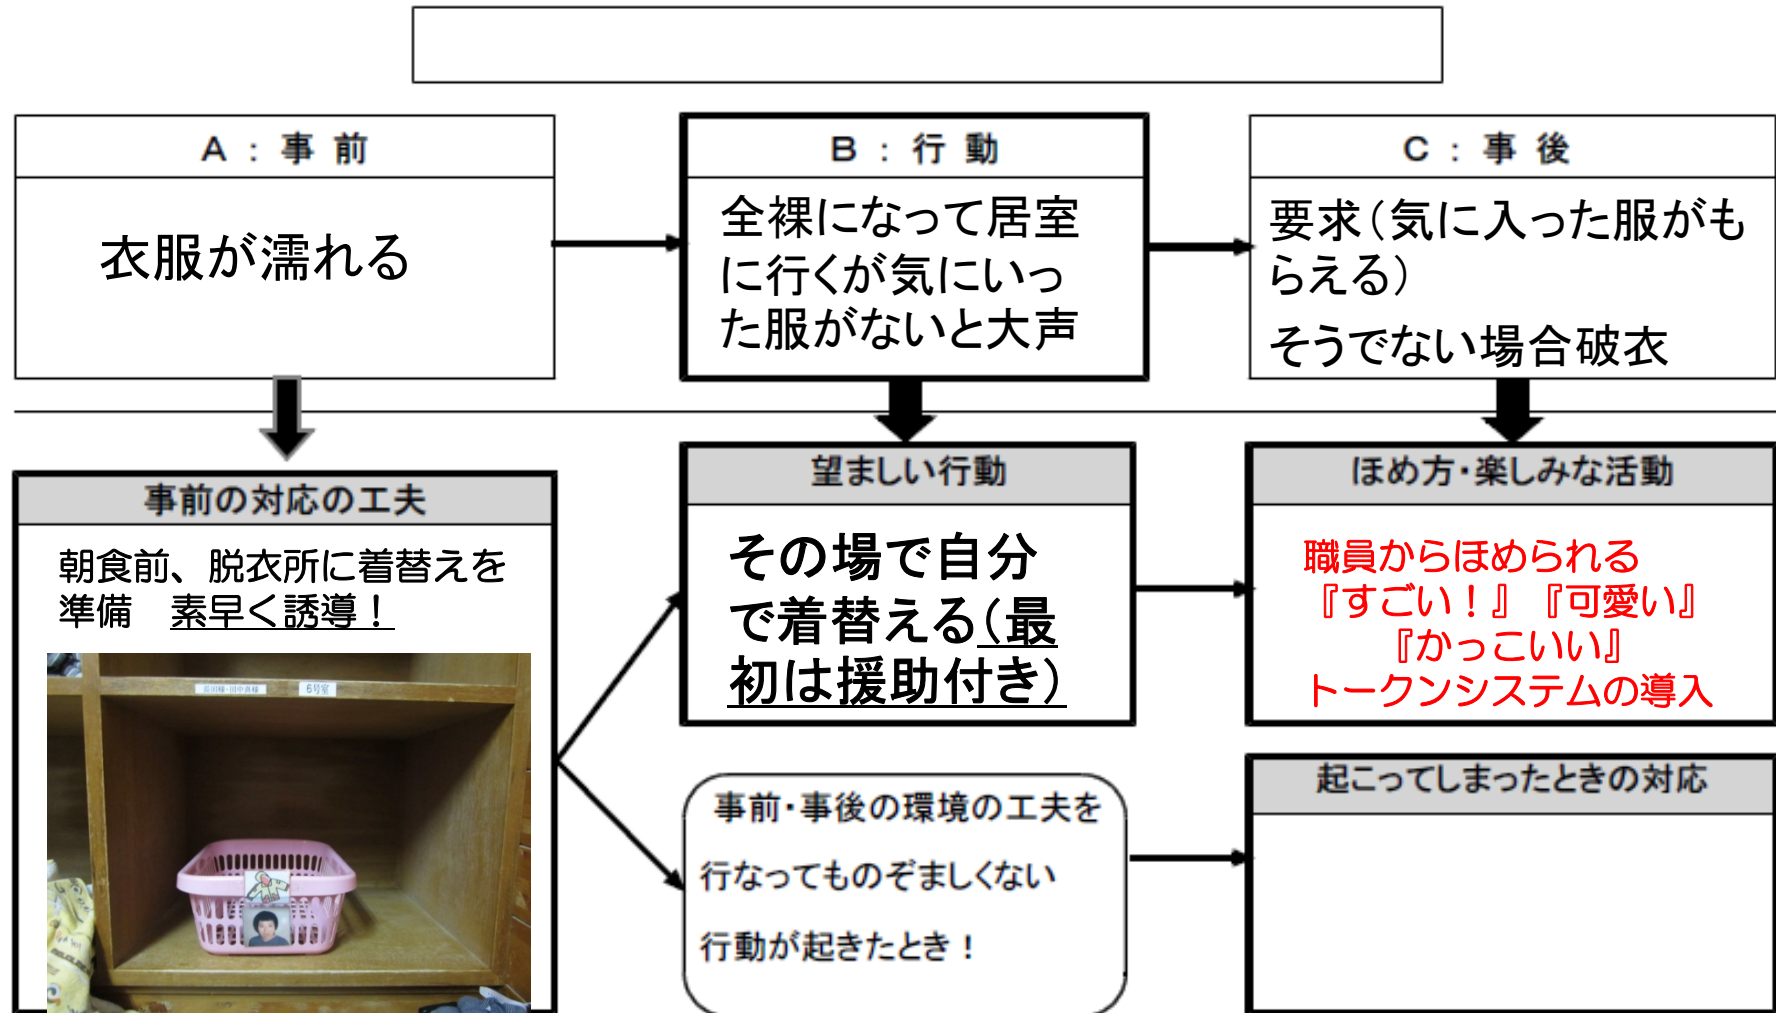 A：事 前
B：行 動
C：事 後
衣服が濡れる
全裸になって居室
に行くが気にいっ
た服がないと大声
要求（気に入った服がも
らえる）
そうでない場合破衣
事前の対応の工夫
朝食前、脱衣所に着替えを
準備　素早く誘導！
6号室
望ましい行動
その場で自分
で着替える（最
初は援助付き）
ほめ方・楽しみな活動
職員からほめられる
『すごい！』『可愛い』
『かっこいい』
トークンシステムの導入
事前・事後の環境の工夫を
行なってものぞましくない
行動が起きたとき！
起こってしまったときの対応